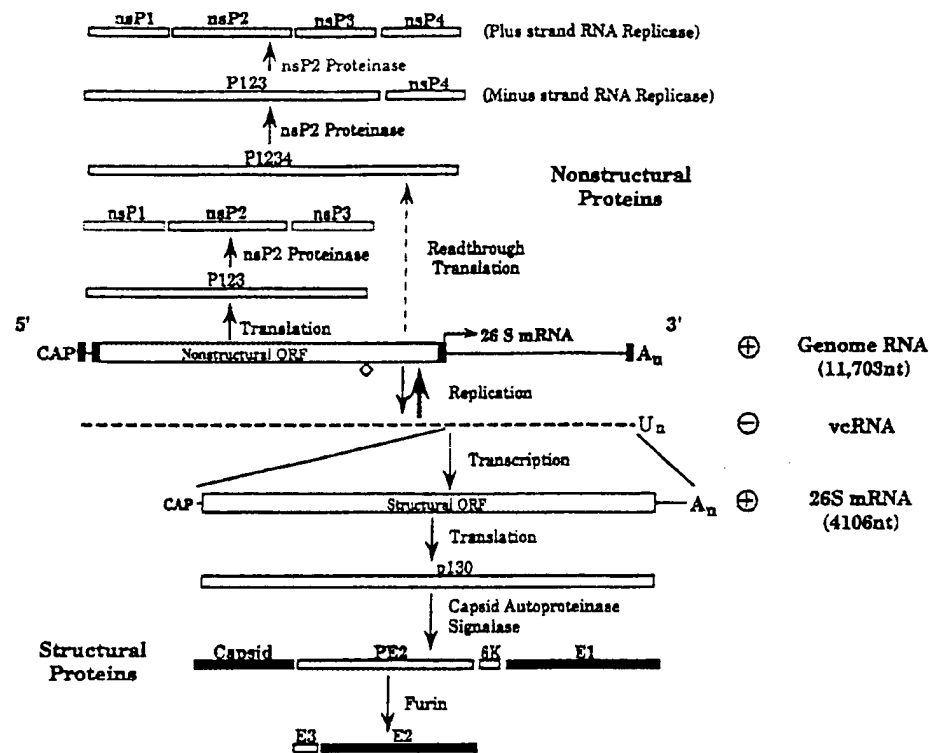 nsP1 nsP2 nsP3 nsP4 (Plus strand RNA Replicase)
nsP2 Proteinase
P123 nsP4 (Minus strand RNA Replicase)
nsP2 Proteinase
P1234
Nonstructural
Proteins
nsP1 nsP2 nsP3
nsP2 Proteinase
Readthrough
Translation
P123
5' Translation 26 S mRNA 3'
CAP Nonstructural ORF An ⊕ Genome RNA
(11,703nt)
Replication
Un ⊖ vcRNA
Transcription
CAP Structural ORF An ⊕ 26S mRNA
(4106nt)
Translation
p130
Capsid Autoproteinase
Signalase
Structural
Proteins
Capsid PE2 6K E1
Furin
E3 E2